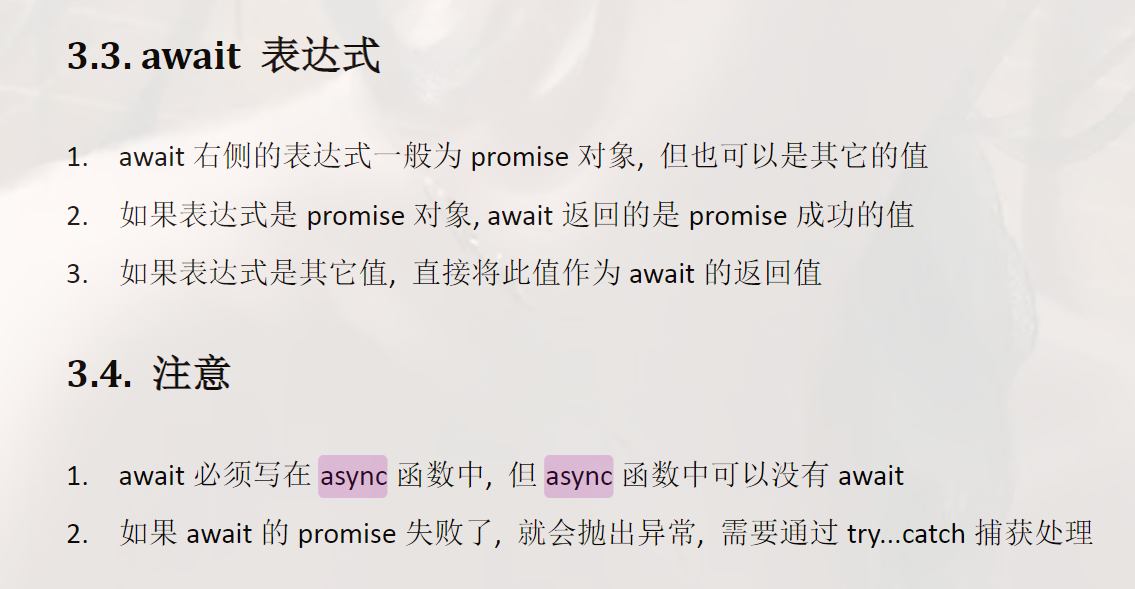 3.3. await 表达式
1. await 右侧的表达式一般为 promise 对象, 但也可以是其它的值
2. 如果表达式是 promise 对象, await 返回的是 promise 成功的值
3. 如果表达式是其它值, 直接将此值作为 await 的返回值
3.4. 注意
1. await 必须写在 async 函数中, 但 async 函数中可以没有 await
2. 如果 await 的 promise 失败了, 就会抛出异常, 需要通过 try...catch 捕获处理